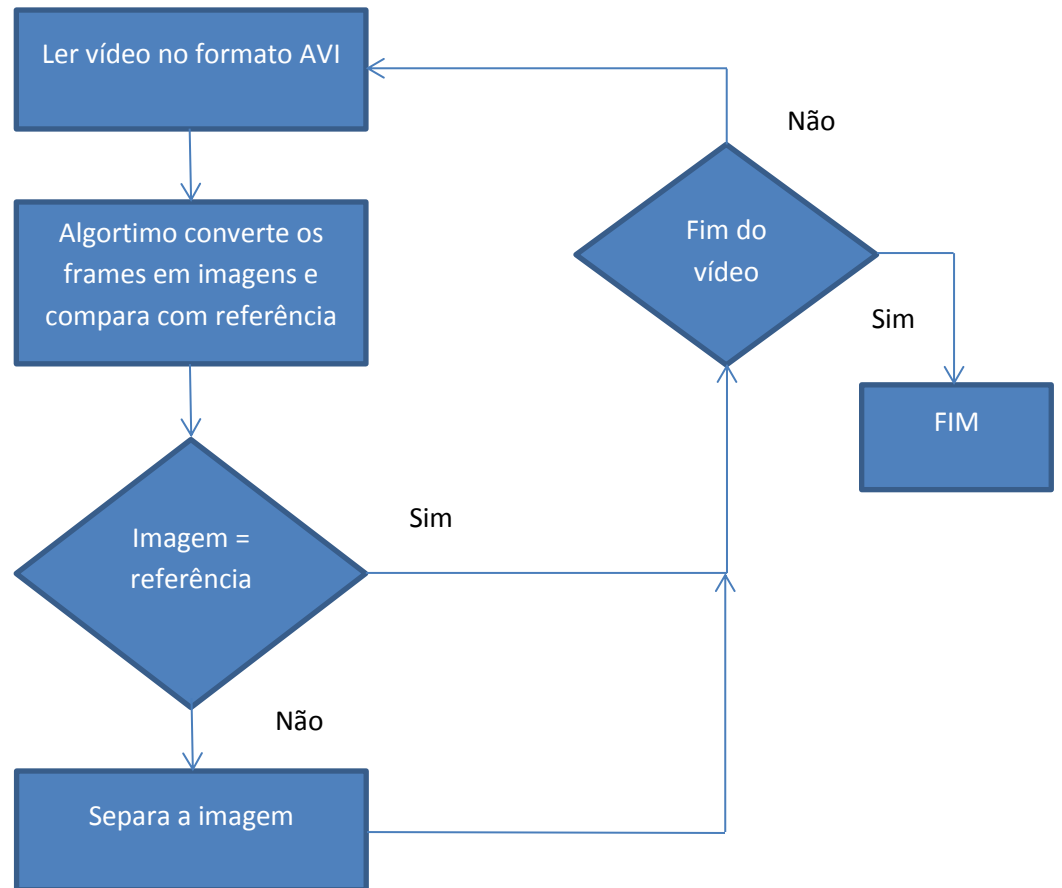 Ler vídeo no formato AVI
Algortimo converte os
frames em imagens e
compara com referência
Imagem =
referência
Sim
Não
Separa a imagem
Fim do
vídeo
Não
Sim
FIM